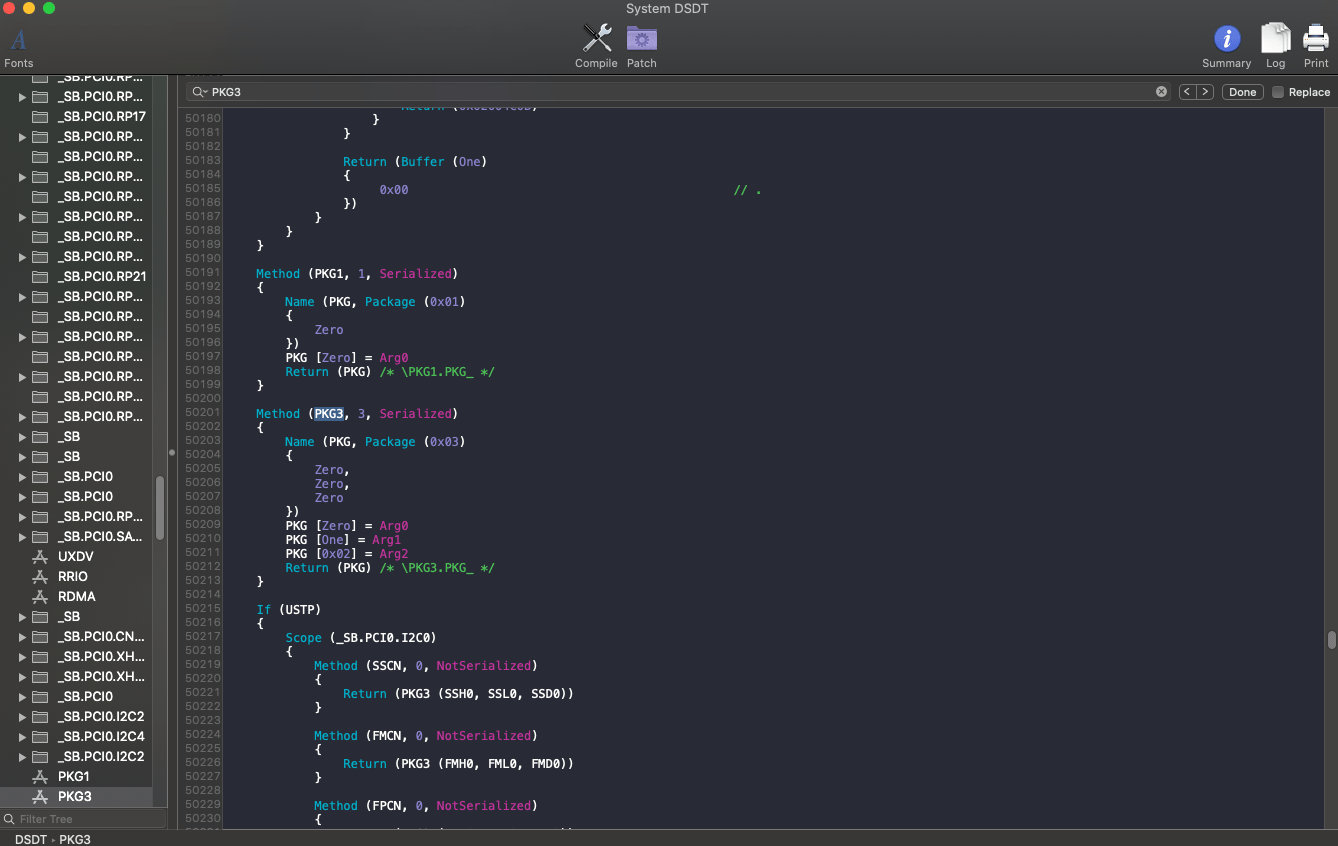 System DSDT
A
Fonts
Compile
Patch
Summary
Log
Print
PKG3
Done
Replace
_SB.PCI0.RP...
_SB.PCI0.RP...
_SB.PCI0.RP17
_SB.PCI0.RP...
_SB.PCI0.RP...
_SB.PCI0.RP...
_SB.PCI0.RP...
_SB.PCI0.RP...
_SB.PCI0.RP...
_SB.PCI0.RP...
_SB.PCI0.RP21
_SB.PCI0.RP...
_SB.PCI0.RP...
_SB.PCI0.RP...
_SB.PCI0.RP...
_SB.PCI0.RP...
_SB.PCI0.RP...
_SB.PCI0.RP...
_SB
_SB
_SB.PCI0
_SB.PCI0
_SB.PCI0.RP...
_SB.PCI0.SA...
UXDV
RRIO
RDMA
_SB
_SB.PCI0.CN...
_SB.PCI0.XH...
_SB.PCI0.XH...
_SB.PCI0
_SB.PCI0.I2C2
_SB.PCI0.I2C4
_SB.PCI0.I2C2
PKG1
PKG3
Filter Tree
DSDT PKG3
50180 }
50181 }
50182
50183 Return (Buffer (One)
50184 {
50185 0x00 // .
50186 })
50187 }
50188 }
50189 }
50190
50191 Method (PKG1, 1, Serialized)
50192 {
50193 Name (PKG, Package (0x01)
50194 {
50195 Zero
50196 })
50197 PKG [Zero] = Arg0
50198 Return (PKG) /* \PKG1.PKG_ */
50199 }
50200
50201 Method (PKG3, 3, Serialized)
50202 {
50203 Name (PKG, Package (0x03)
50204 {
50205 Zero,
50206 Zero,
50207 Zero
50208 })
50209 PKG [Zero] = Arg0
50210 PKG [One] = Arg1
50211 PKG [0x02] = Arg2
50212 Return (PKG) /* \PKG3.PKG_ */
50213 }
50214
50215 If (USTP)
50216 {
50217 Scope (_SB.PCI0.I2C0)
50218 {
50219 Method (SSCN, 0, NotSerialized)
50220 {
50221 Return (PKG3 (SSH0, SSL0, SSD0))
50222 }
50223
50224 Method (FMCN, 0, NotSerialized)
50225 {
50226 Return (PKG3 (FMH0, FML0, FMD0))
50227 }
50228
50229 Method (FPCN, 0, NotSerialized)
50230 {